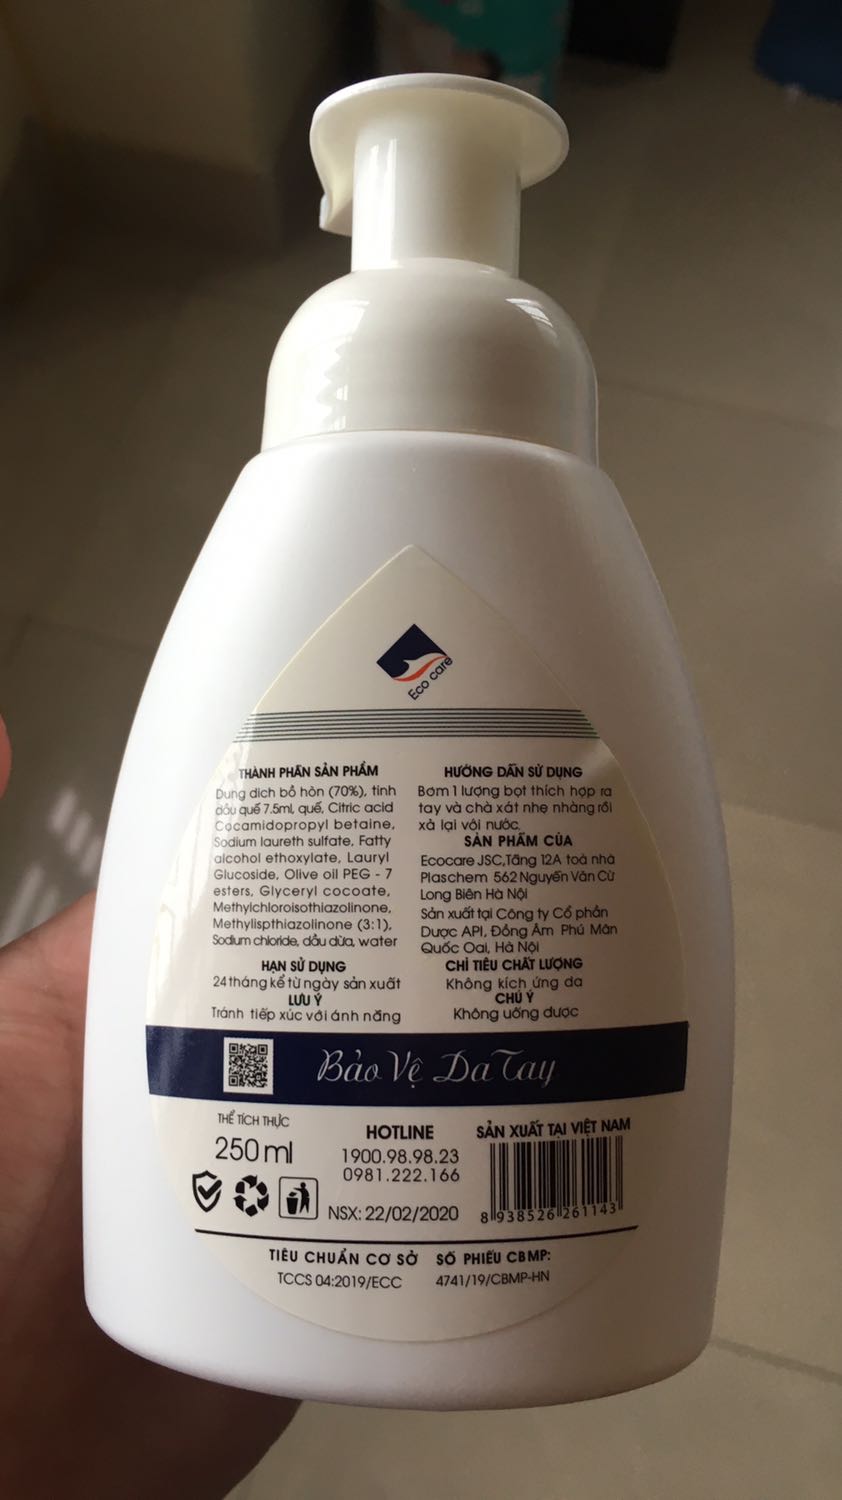 Eco care
THÀNH PHẦN SẢN PHẨM
Dung dịch bồ hòn (70%), tinh
dầu quế 7.5ml, quế, Citric acid
Cocamidopropyl betaine,
Sodium laureth sulfate, Fatty
alcohol ethoxylate, Lauryl
Glucoside, Olive oil PEG - 7
esters, Glyceryl cocoate,
Methylchloroisothiazolinone,
Methylispthiazolinone (3:1),
Sodium chloride, dầu dừa, water
HẠN SỬ DỤNG
24 tháng kể từ ngày sản xuất
LƯU Ý
Tránh tiếp xúc với ánh nắng
HƯỚNG DẪN SỬ DỤNG
Bơm 1 lượng bọt thích hợp ra
tay và chà xát nhẹ nhàng rồi
xả lại với nước.
SẢN PHẨM CỦA
Ecocare JSC,Tầng 12A toà nhà
Plaschem 562 Nguyễn Văn Cừ
Long Biên Hà Nội
Sản xuất tại Công ty Cổ phần
Dược API, Đồng Âm Phú Mãn
Quốc Oai, Hà Nội
CHỈ TIÊU CHẤT LƯỢNG
Không kích ứng da
CHÚ Ý
Không uống được
Bảo Vệ Da Tay
THỂ TÍCH THỰC
250ml
HOTLINE
1900.98.98.23
0981.222.166
NSX: 22/02/2020
SẢN XUẤT TẠI VIỆT NAM
8 938526 261143
TIÊU CHUẨN CƠ SỞ
TCCS 04:2019/ECC
SỐ PHIẾU CBMP:
4741/19/CBMP-HN